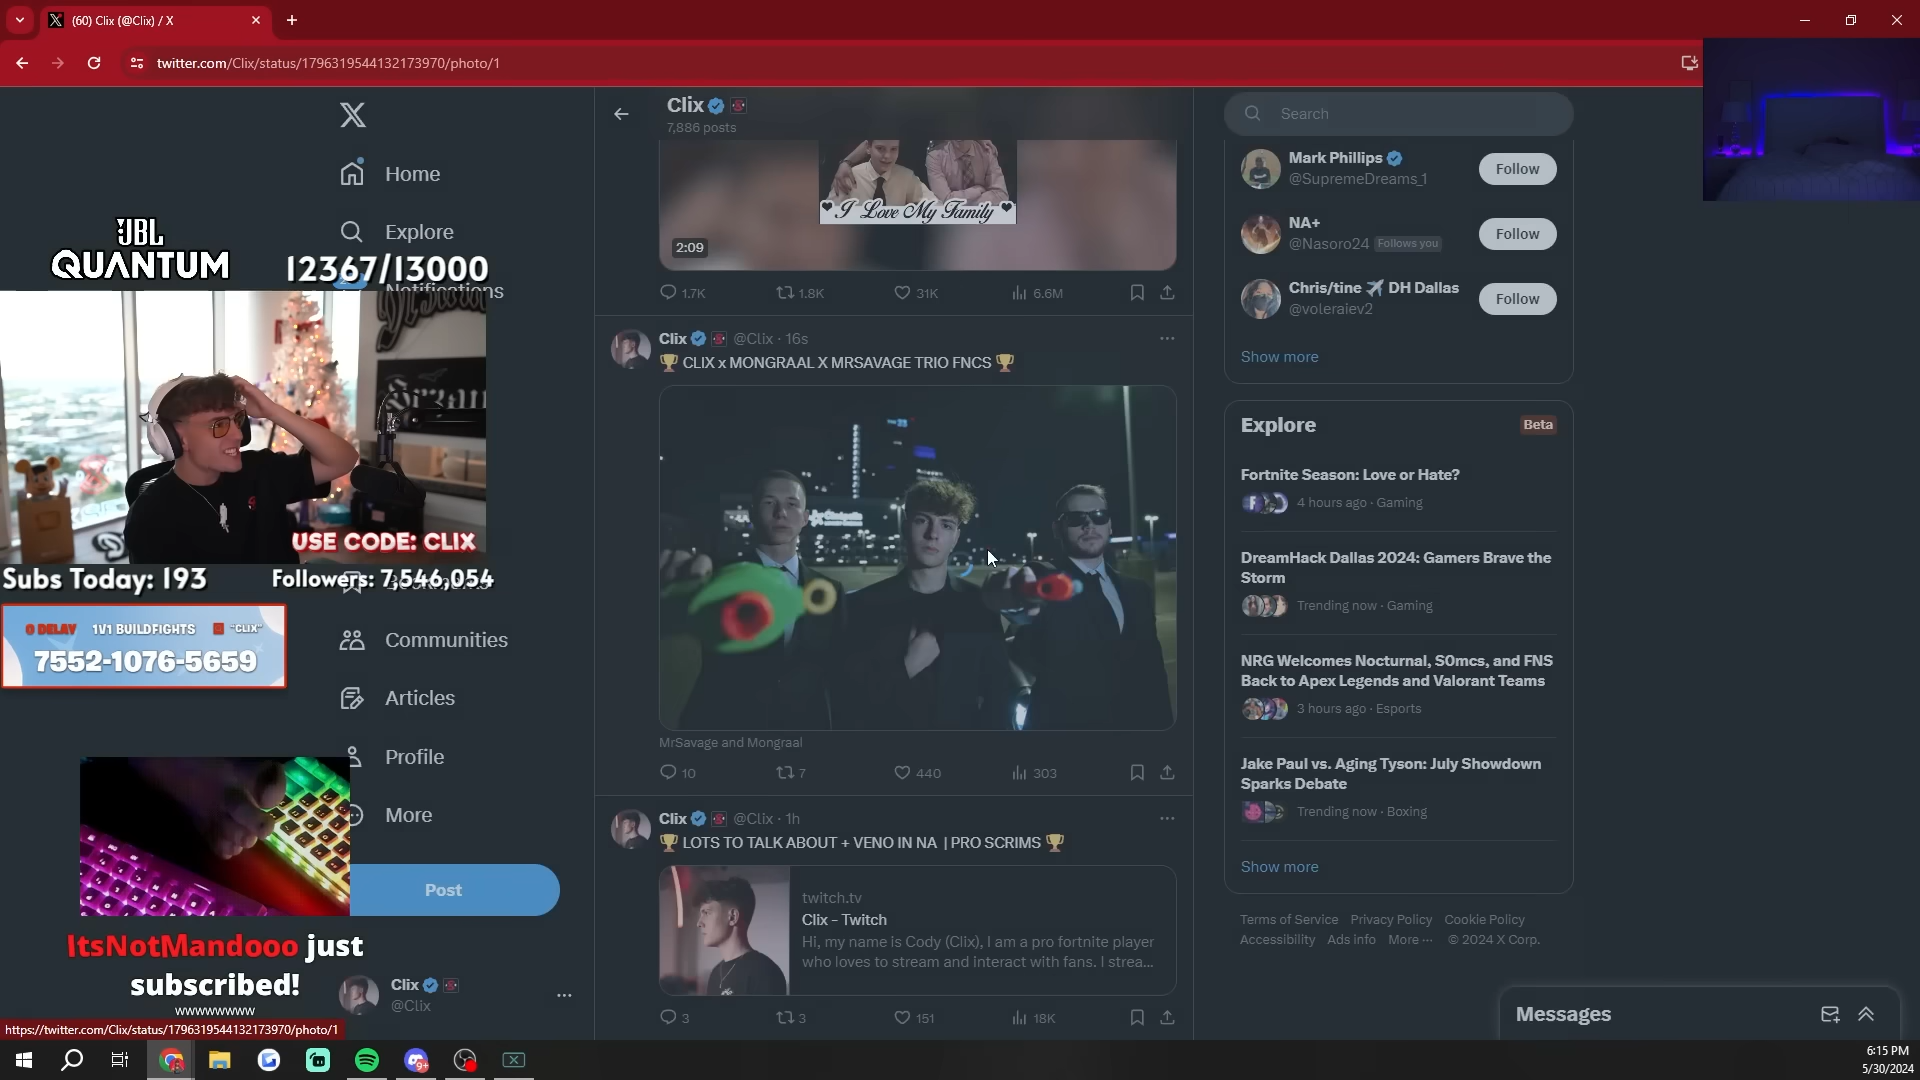 (60) Clix (@Clix) / X
twitter.com/Clix/status/1796319544132173970/photo/1
Clix
7,886 posts
I Love My Family
2:09
1.7K
1.8K
31K
6.6M
Clix @Clix · 16s
🏆 CLIX x MONGRAAL X MRSAVAGE TRIO FNCS 🏆
MrSavage and Mongraal
10
7
440
303
Clix @Clix · 1h
🏆 LOTS TO TALK ABOUT + VENO IN NA | PRO SCRIMS 🏆
twitch.tv
Clix - Twitch
Hi, my name is Cody (Clix), I am a pro fortnite player
who loves to stream and interact with fans. I strea...
3
3
151
18K
Home
Explore
Notifications
Communities
Articles
Profile
More
Post
Clix
@Clix
JBL
QUANTUM
12367/13000
USE CODE: CLIX
Subs Today: 193
Followers: 7,546,054
0 DELAY 1V1 BUILDFIGHTS "CLIX"
7552-1076-5659
ItsNotMandooo just
subscribed!
wwwwwwww
https://twitter.com/Clix/status/1796319544132173970/photo/1
Search
Mark Phillips
@SupremeDreams_1
Follow
NA+
@Nasoro24 Follows you
Follow
Chris/tine ✈️ DH Dallas
@voleraiev2
Follow
Show more
Explore
Beta
Fortnite Season: Love or Hate?
4 hours ago · Gaming
DreamHack Dallas 2024: Gamers Brave the
Storm
Trending now · Gaming
NRG Welcomes Nocturnal, S0mcs, and FNS
Back to Apex Legends and Valorant Teams
3 hours ago · Esports
Jake Paul vs. Aging Tyson: July Showdown
Sparks Debate
Trending now · Boxing
Show more
Terms of Service Privacy Policy Cookie Policy
Accessibility Ads info More ··· © 2024 X Corp.
Messages
9+
6:15 PM
5/30/2024